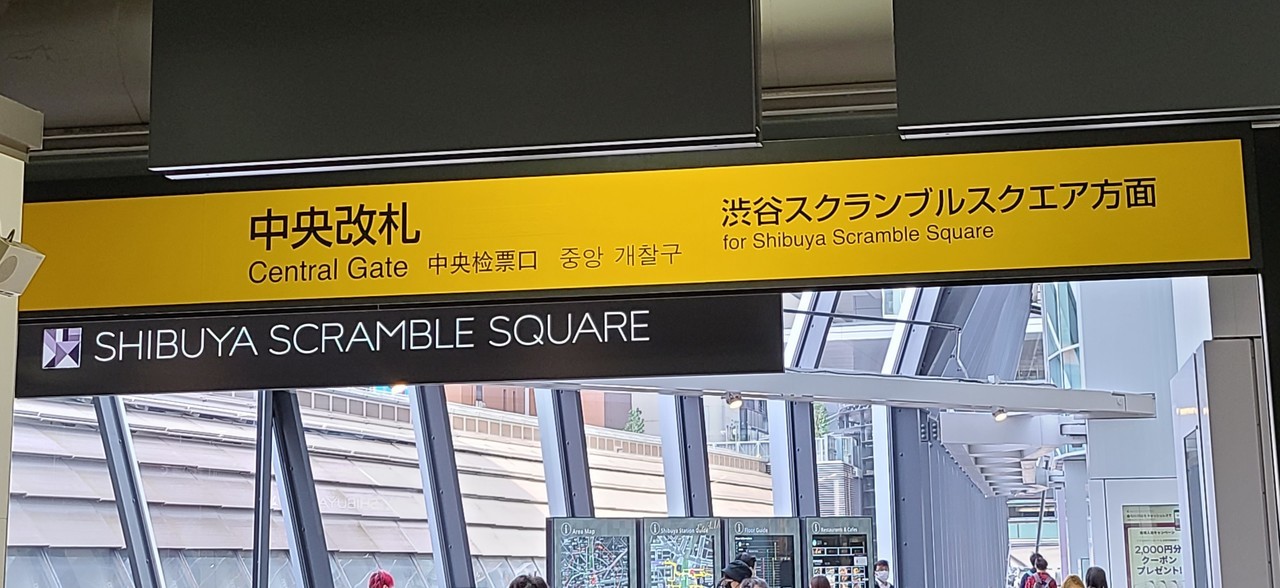 中央改札
Central Gate 中央检票口 중앙 개찰구
渋谷スクランブルスクエア方面
for Shibuya Scramble Square
SHIBUYA SCRAMBLE SQUARE
Area Map
Shibuya Station Guide
Floor Guide
Restaurants & Cafes
2,000円分
クーポン
プレゼント!